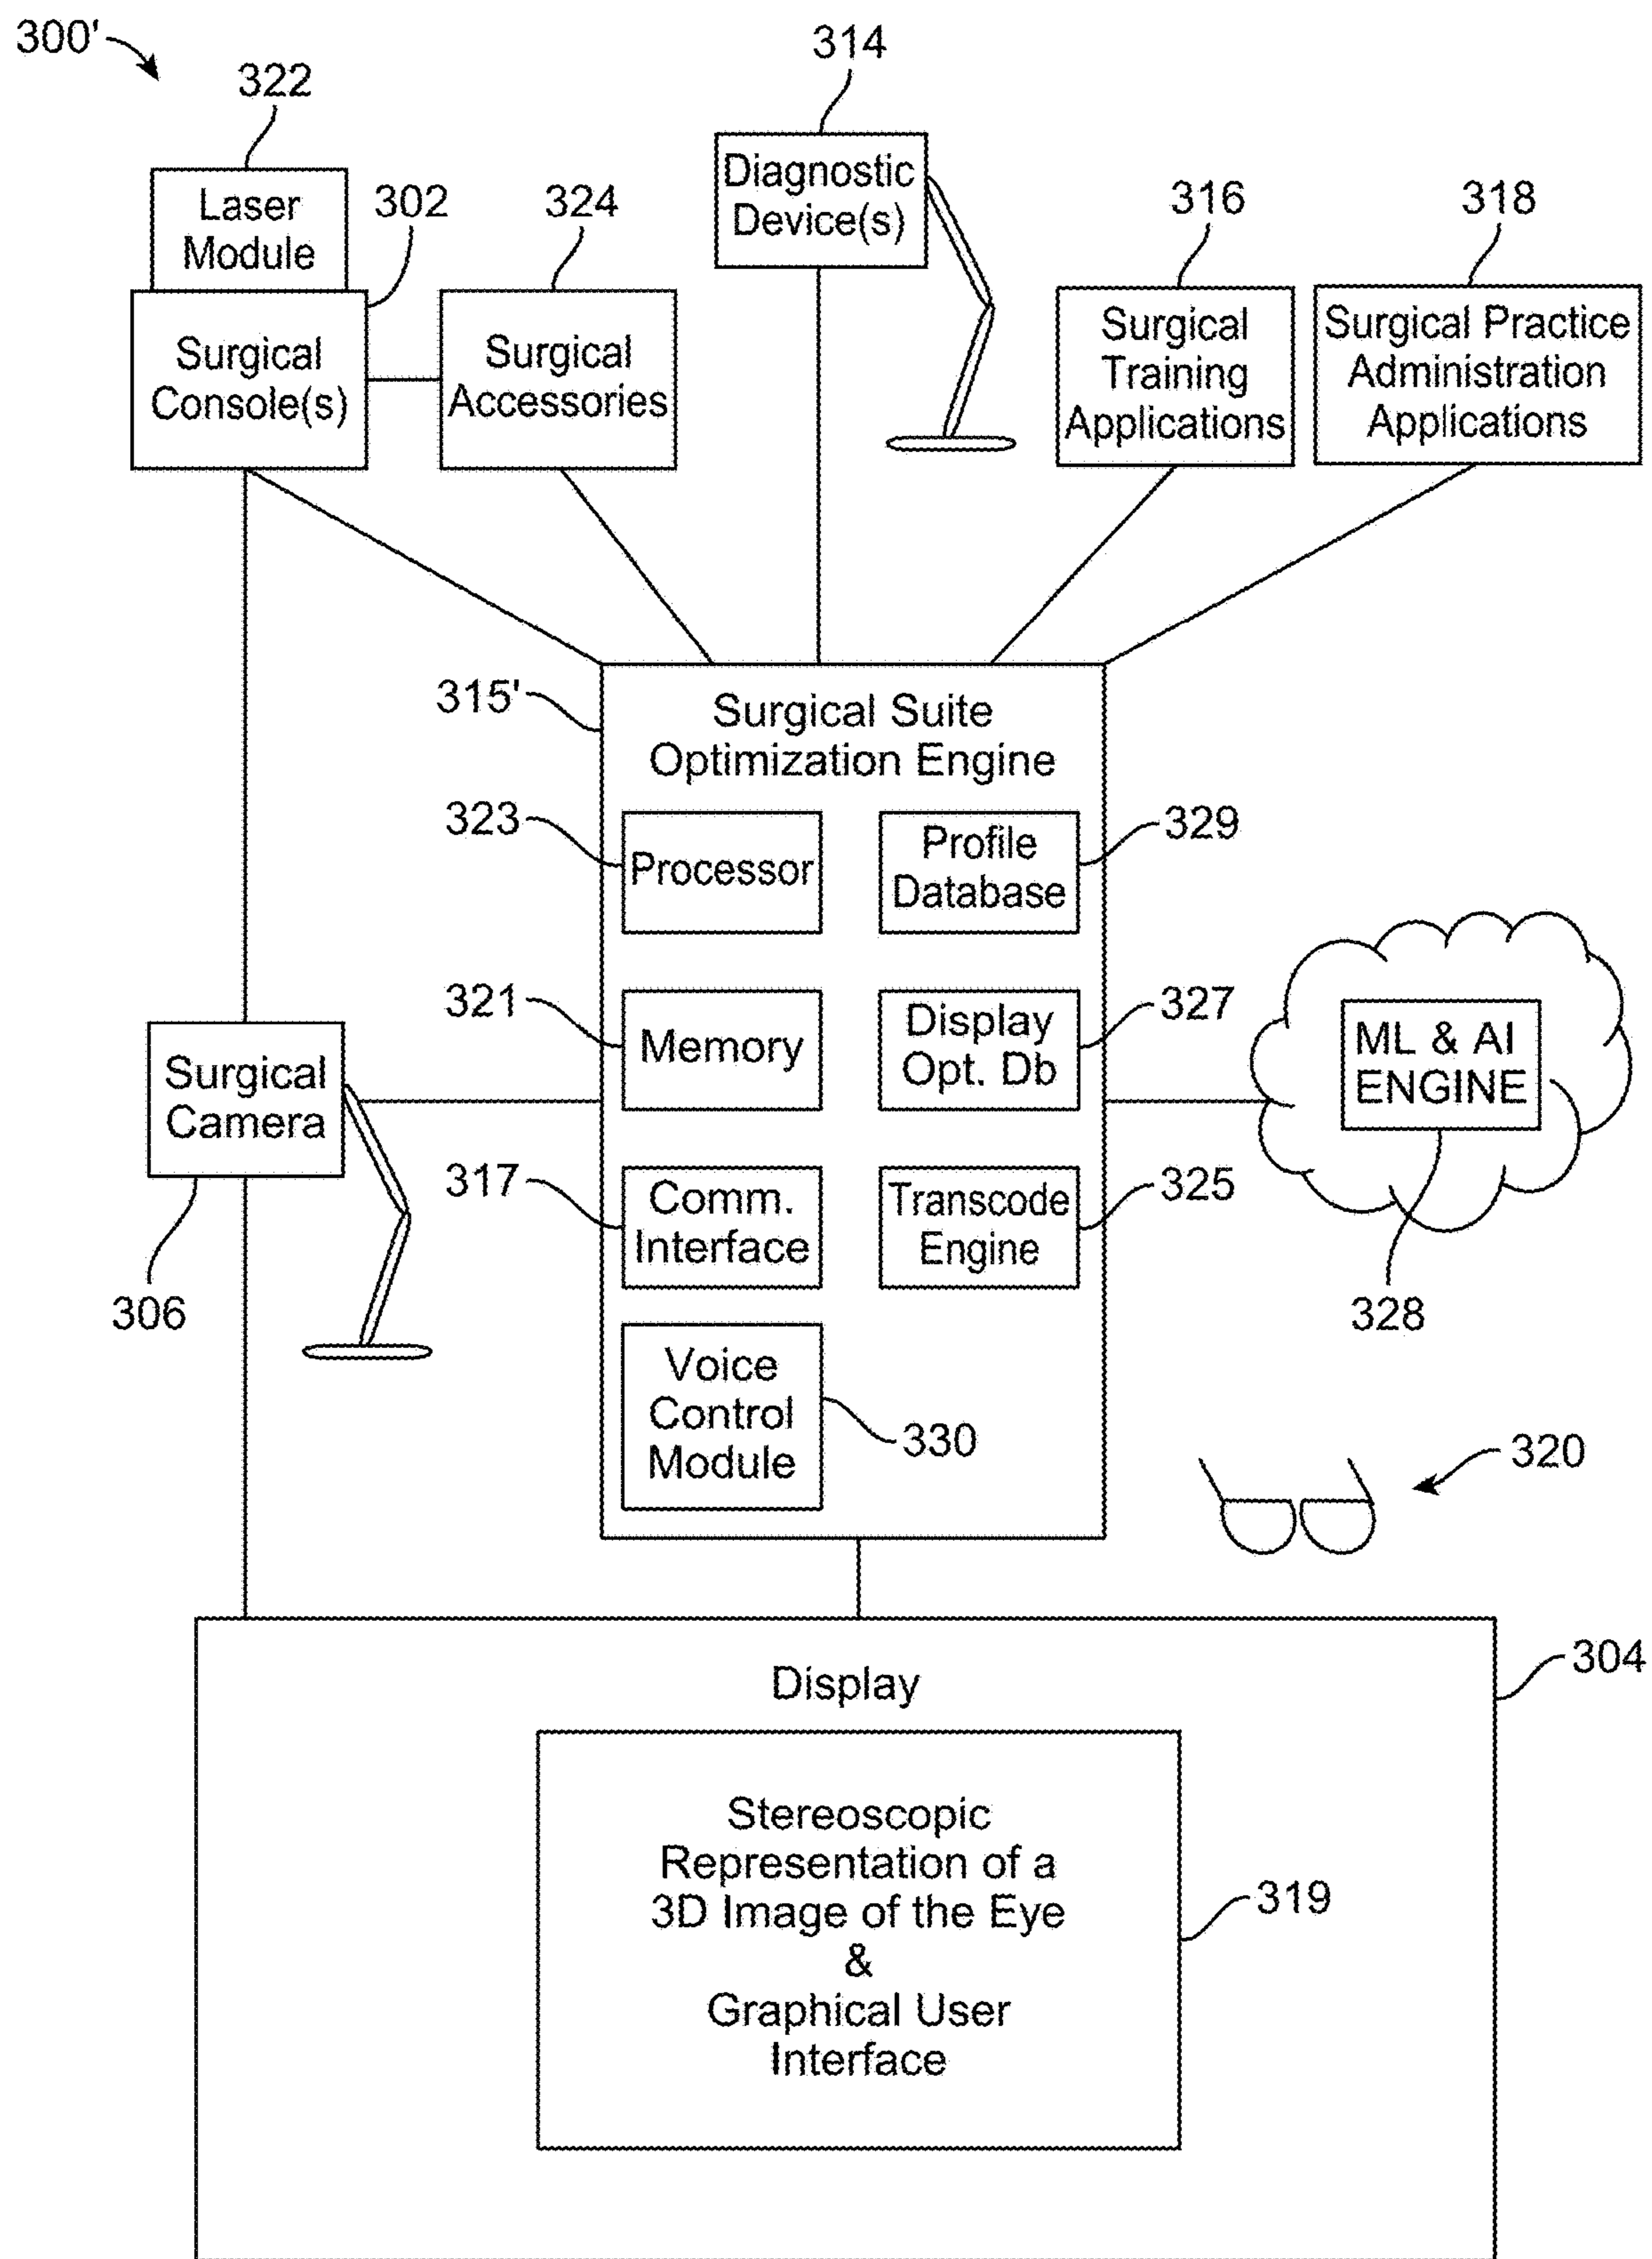 300'
322
314
Laser
Module
302
324
Diagnostic
Device(s)
316
318
Surgical
Console(s)
Surgical
Accessories
Surgical
Training
Applications
Surgical Practice
Administration
Applications
315'
Surgical Suite
Optimization Engine
323
Processor
Profile
Database
329
321
Memory
Display
Opt. Db
327
ML & AI
ENGINE
328
Surgical
Camera
306
317
Comm.
Interface
Transcode
Engine
325
Voice
Control
Module
330
320
304
Display
Stereoscopic
Representation of a
3D Image of the Eye
&
Graphical User
Interface
319